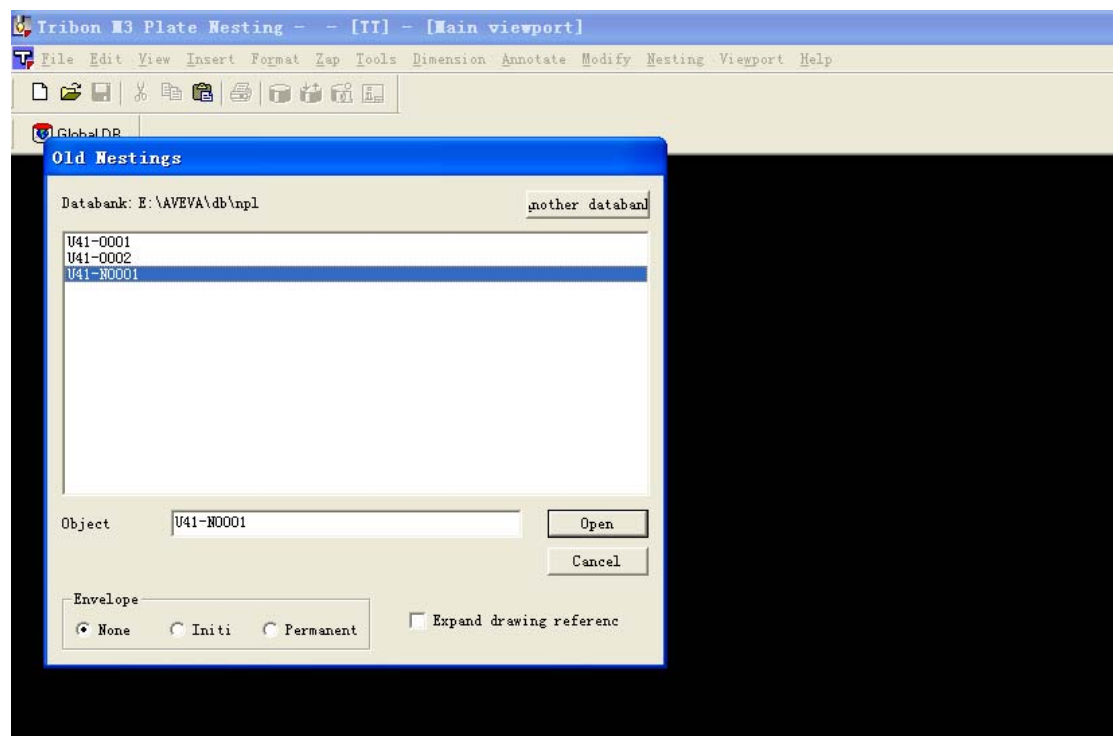 Tribon M3 Plate Nesting - - [TT] - [Main viewport]
File Edit View Insert Format Zap Tools Dimension Annotate Modify Nesting Viewport Help
Global DB
Old Nestings
Databank: E:\AVEVA\db\npl
nother databan
U41-0001
U41-0002
U41-N0001
Object U41-N0001
Open
Cancel
Envelope
None Initi Permanent
Expand drawing referenc